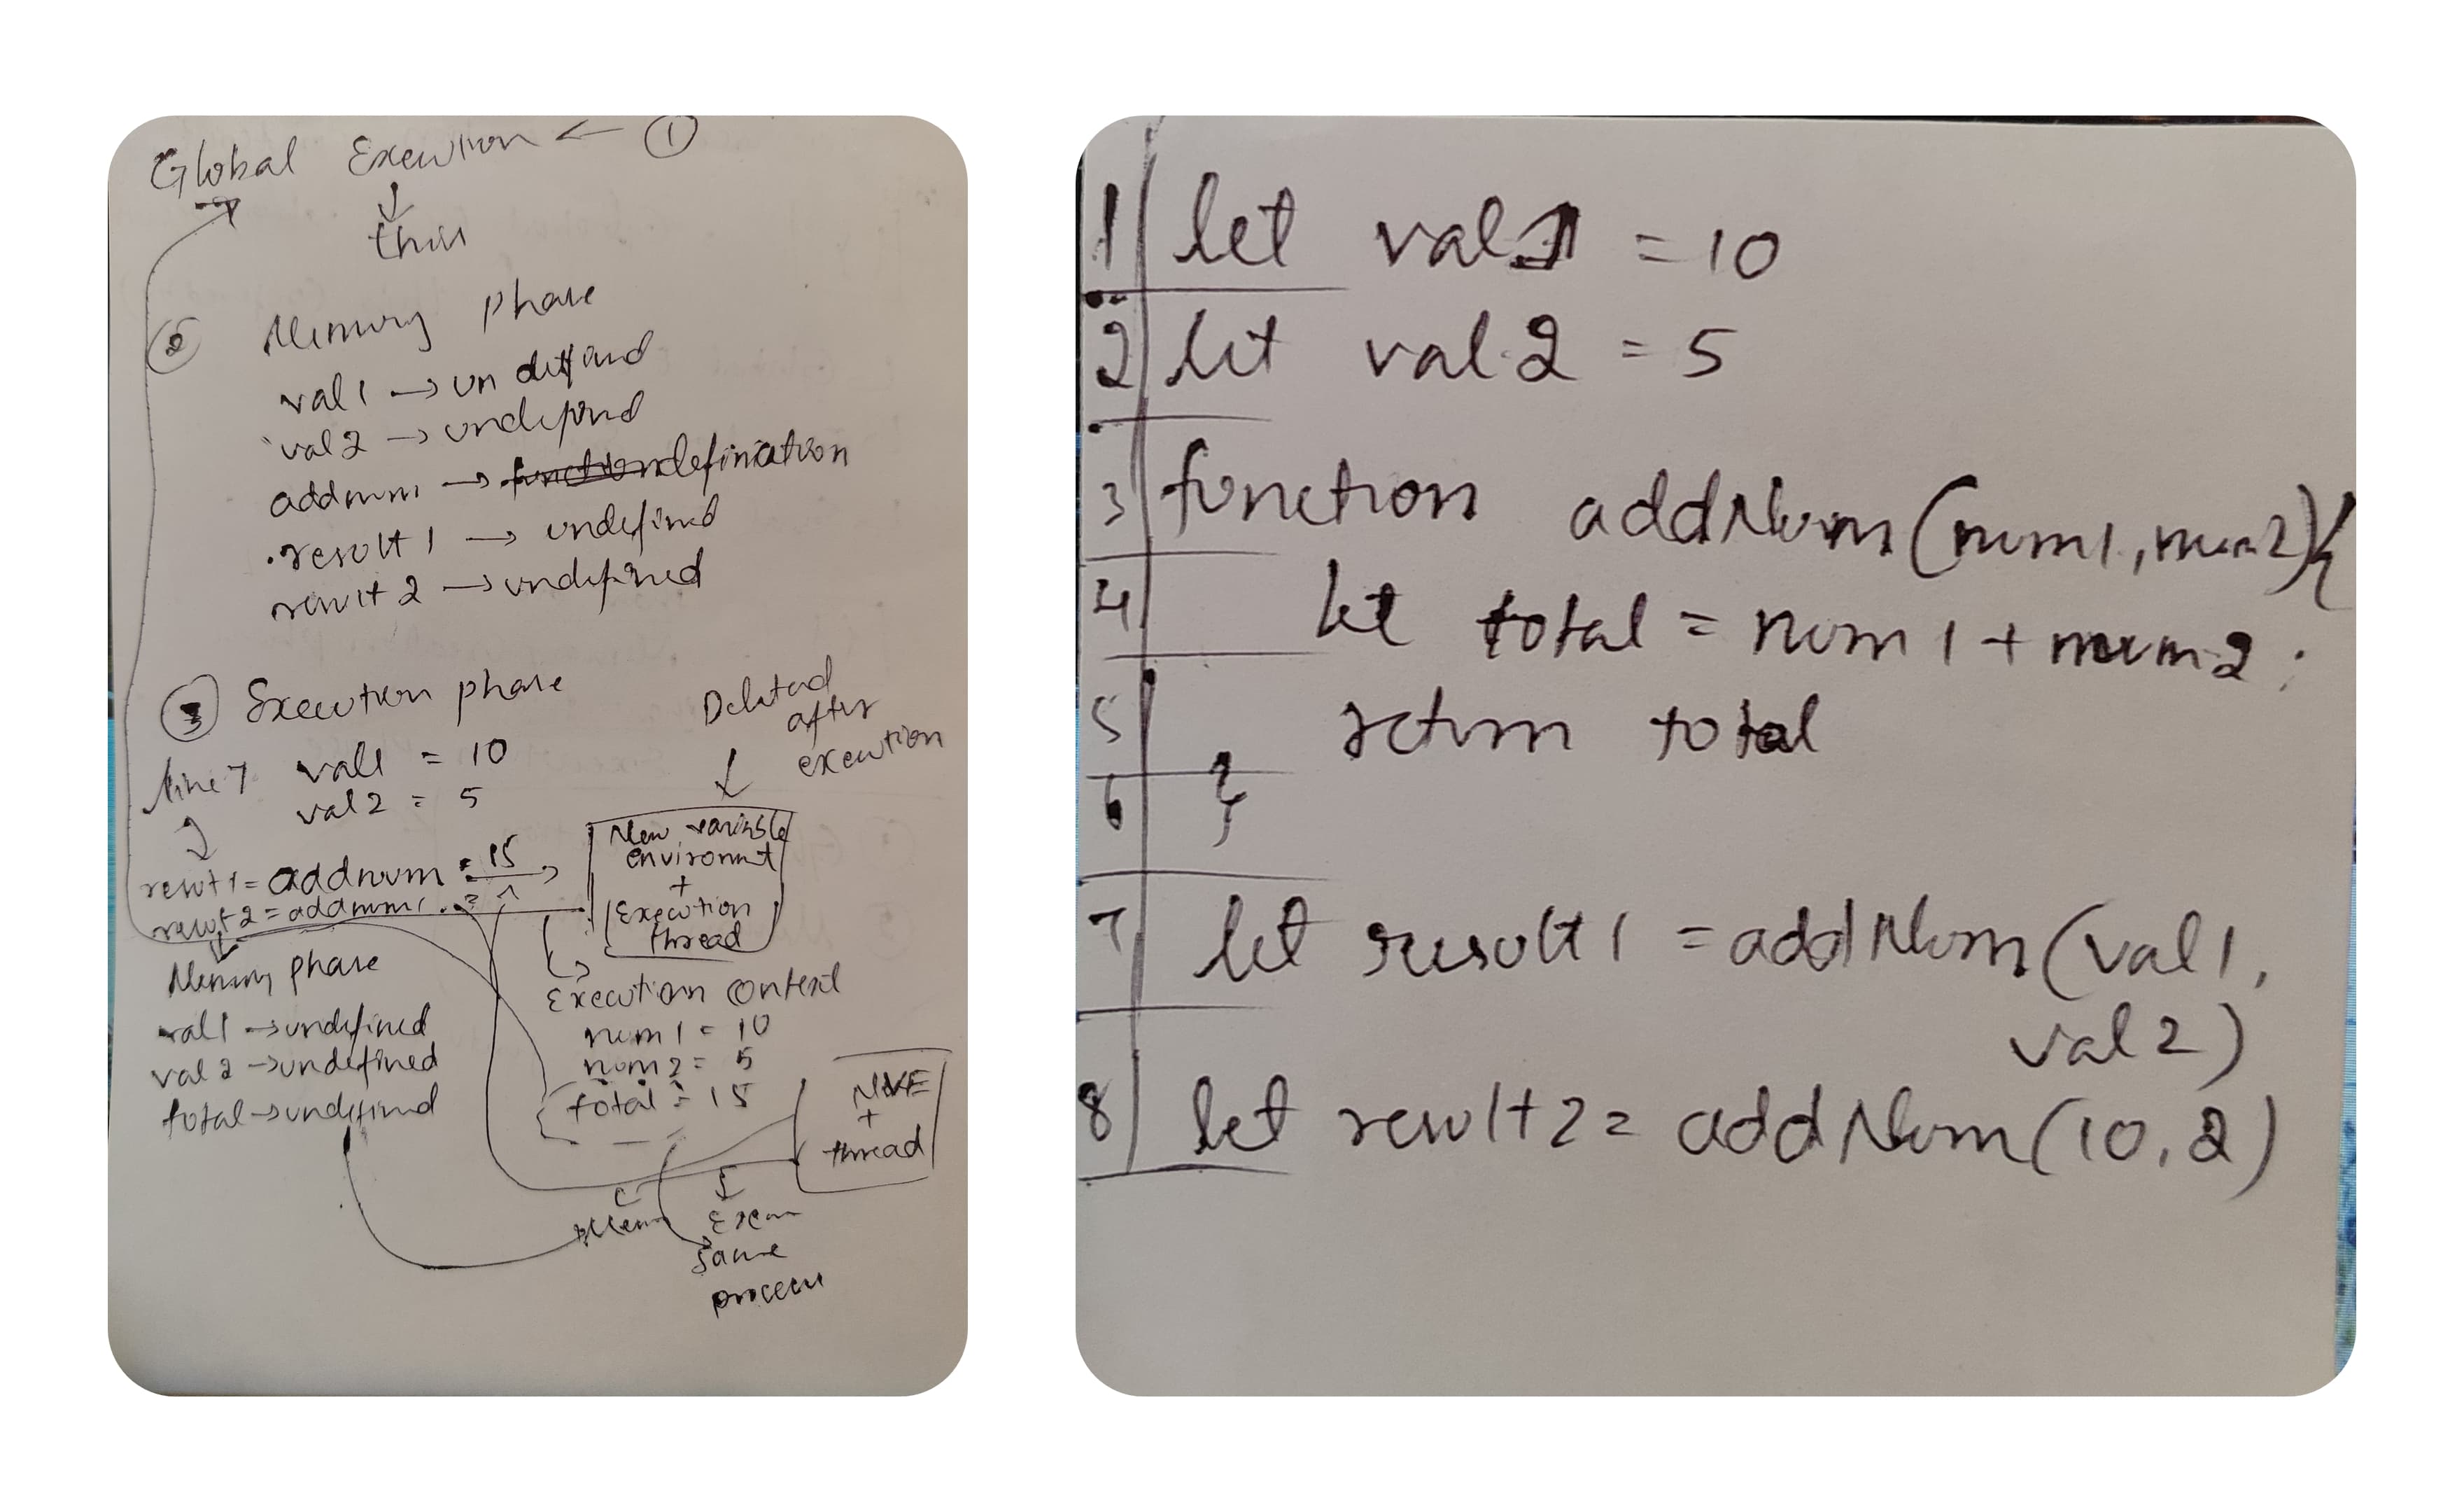 Global Execution ← ①
↓
this
② Memory phase
val1 → undefined
val2 → undefined
addnum → definication
result1 → undefined
result2 → undefined
③ Execution phase
line 7 val1 = 10
val2 = 5
Deleted
after
execution
result1 = addnum = 15 →
result2 = addnum
New variable
environmt
+
Execution
thread
Memory phase
val1 → undefined
val2 → undefined
total → undefined
Execution context
num1 = 10
num2 = 5
total = 15
NVE
+
thread
Mem
Exem
same
process
1 let val1 = 10
2 let val2 = 5
3 function addNum(num1, num2){
4 let total = num1 + num2;
5 return total
6 }
7 let result1 = addNum(val1,
val2)
8 let result2 = addNum(10, 2)